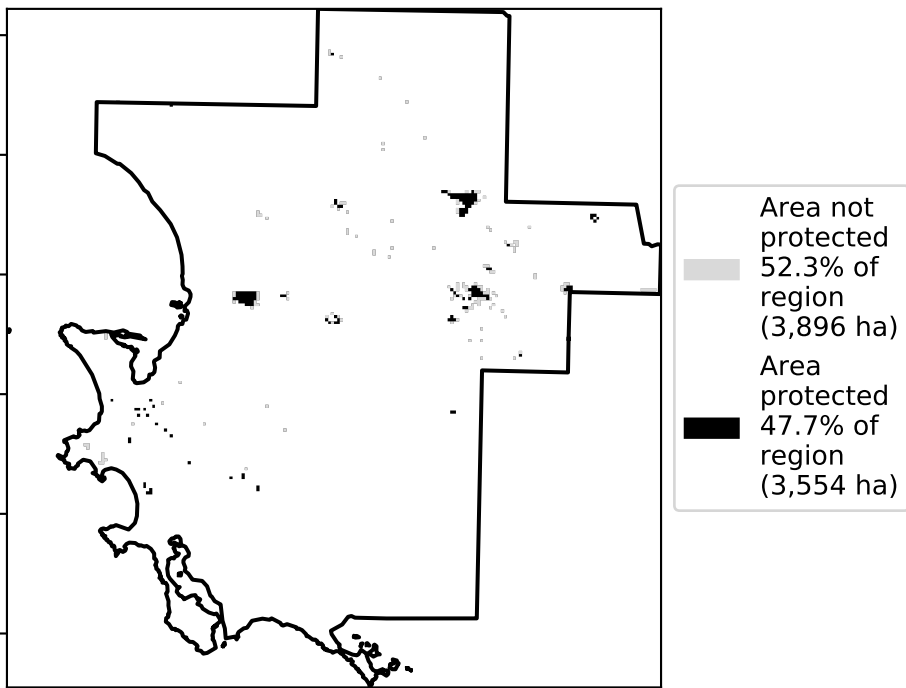 Area not
protected
52.3% of
region
(3,896 ha)
Area
protected
47.7% of
region
(3,554 ha)